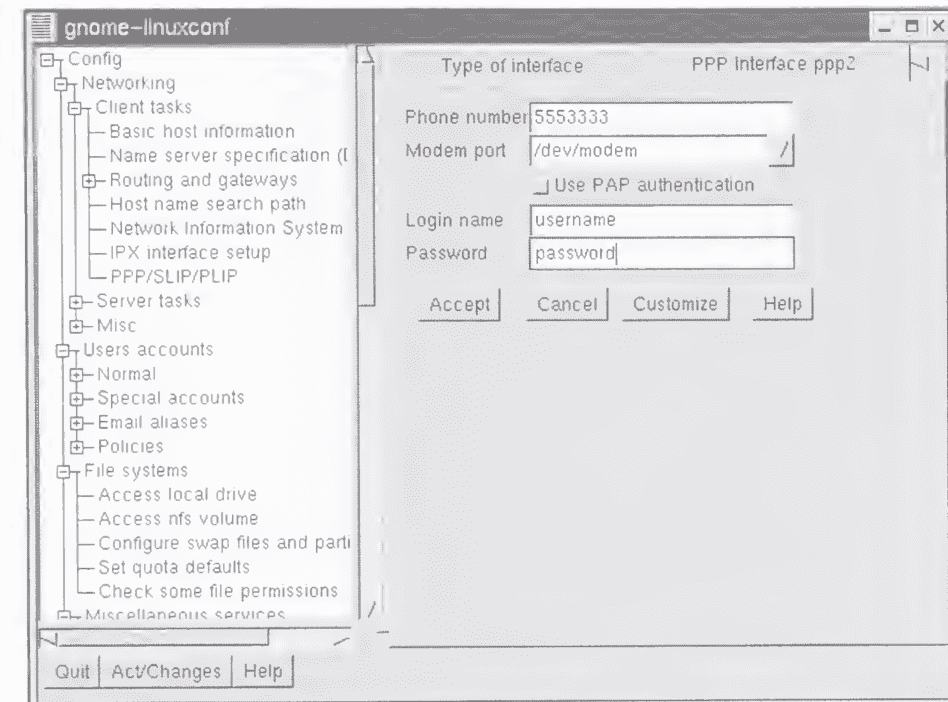 gnome-linuxconf
Config
Networking
Client tasks
Basic host information
Name server specification (D
Routing and gateways
Host name search path
Network Information System
IPX interface setup
PPP/SLIP/PLIP
Server tasks
Misc
Users accounts
Normal
Special accounts
Email aliases
Policies
File systems
Access local drive
Access nfs volume
Configure swap files and parti
Set quota defaults
Check some file permissions
Miscellaneous services
Type of interface PPP Interface ppp2
Phone number 5553333
Modem port /dev/modem
Use PAP authentication
Login name username
Password password
Accept Cancel Customize Help
Quit Act/Changes Help